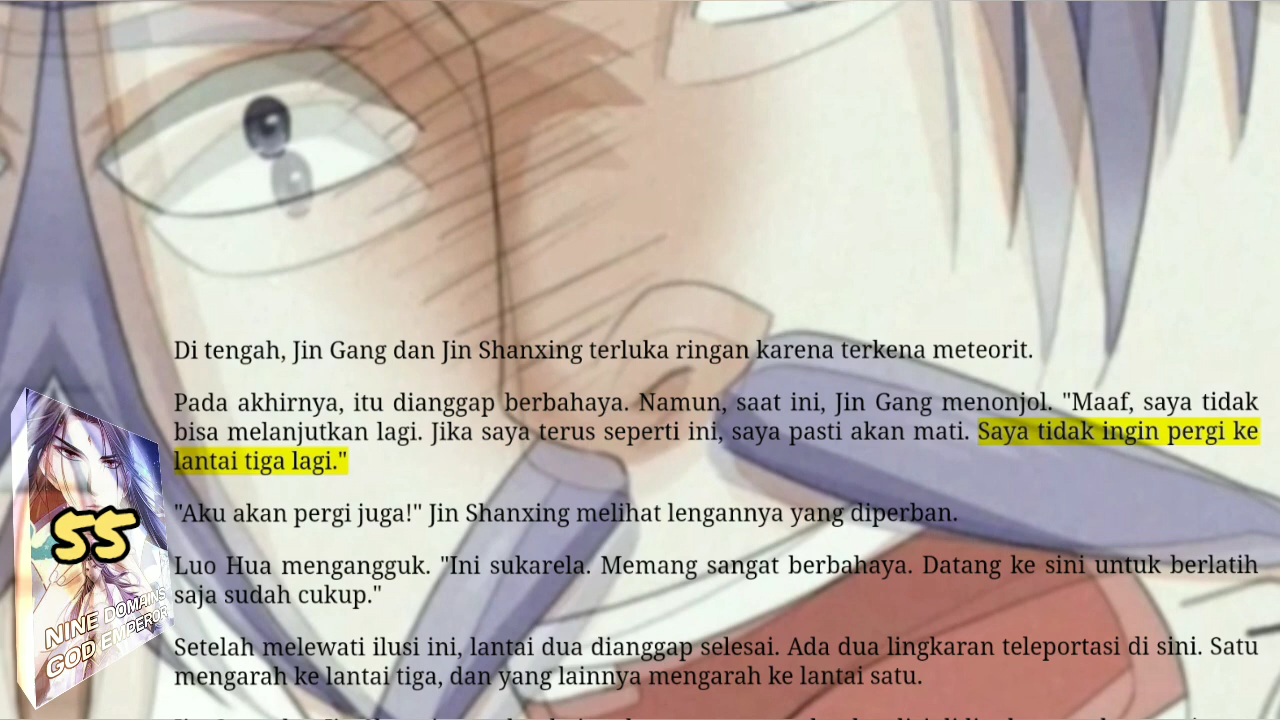 Di tengah, Jin Gang dan Jin Shanxing terluka ringan karena terkena meteorit.
Pada akhirnya, itu dianggap berbahaya. Namun, saat ini, Jin Gang menonjol. "Maaf, saya tidak
bisa melanjutkan lagi. Jika saya terus seperti ini, saya pasti akan mati. Saya tidak ingin pergi ke
lantai tiga lagi."
"Aku akan pergi juga!" Jin Shanxing melihat lengannya yang diperban.
Luo Hua mengangguk. "Ini sukarela. Memang sangat berbahaya. Datang ke sini untuk berlatih
saja sudah cukup."
Setelah melewati ilusi ini, lantai dua dianggap selesai. Ada dua lingkaran teleportasi di sini. Satu
mengarah ke lantai tiga, dan yang lainnya mengarah ke lantai satu.
55
NINE DOMAINS
GOD EMPEROR